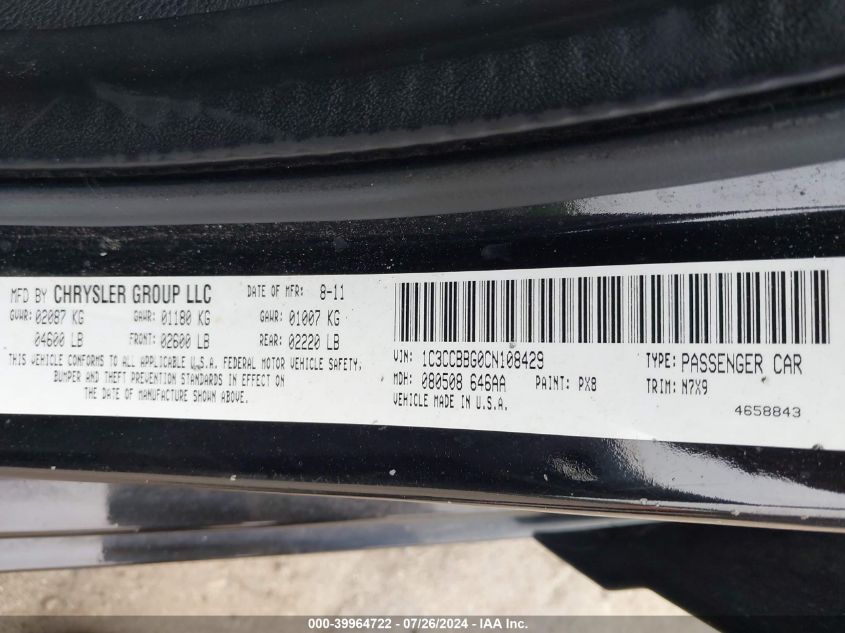 MFD BY CHRYSLER GROUP LLC DATE OF MFR: 8-11
GVWR: 02087 KG GAWR: 01180 KG GAWR: 01007 KG
04600 LB FRONT: 02600 LB REAR: 02220 LB
THIS VEHICLE CONFORMS TO ALL APPLICABLE U.S.A. FEDERAL MOTOR VEHICLE SAFETY,
BUMPER AND THEFT PREVENTION STANDARDS IN EFFECT ON
THE DATE OF MANUFACTURE SHOWN ABOVE.
VIN: 1C3CCBBG0CN108429 TYPE: PASSENGER CAR
MDH: 080508 646AA PAINT: PX8 TRIM: N7X9
VEHICLE MADE IN U.S.A. 4658843
000-39964722 - 07/26/2024 - IAA Inc.